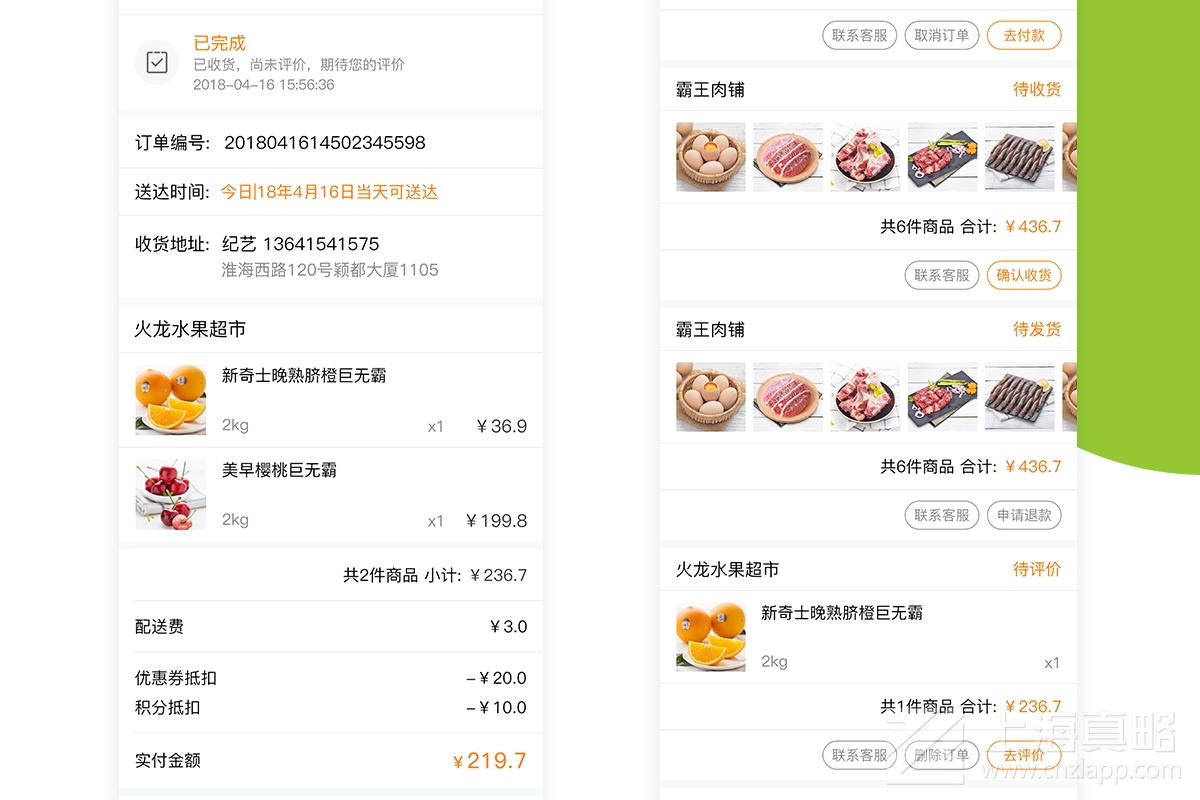 已完成
已收货，尚未评价，期待您的评价
2018-04-16 15:56:36
订单编号: 2018041614502345598
送达时间: 今日|18年4月16日当天可送达
收货地址: 纪艺 13641541575
淮海西路120号颖都大厦1105
火龙水果超市
新奇士晚熟脐橙巨无霸
2kg x1 ￥36.9
美早樱桃巨无霸
2kg x1 ￥199.8
共2件商品 小计: ￥236.7
配送费 ￥3.0
优惠券抵扣 -￥20.0
积分抵扣 -￥10.0
实付金额 ￥219.7
联系客服 取消订单 去付款
霸王肉铺 待收货
共6件商品 合计: ￥436.7
联系客服 确认收货
霸王肉铺 待发货
共6件商品 合计: ￥436.7
联系客服 申请退款
火龙水果超市 待评价
新奇士晚熟脐橙巨无霸
2kg x1
共1件商品 合计: ￥236.7
联系客服 删除订单 去评价
上海真略
www.cnzlapp.com